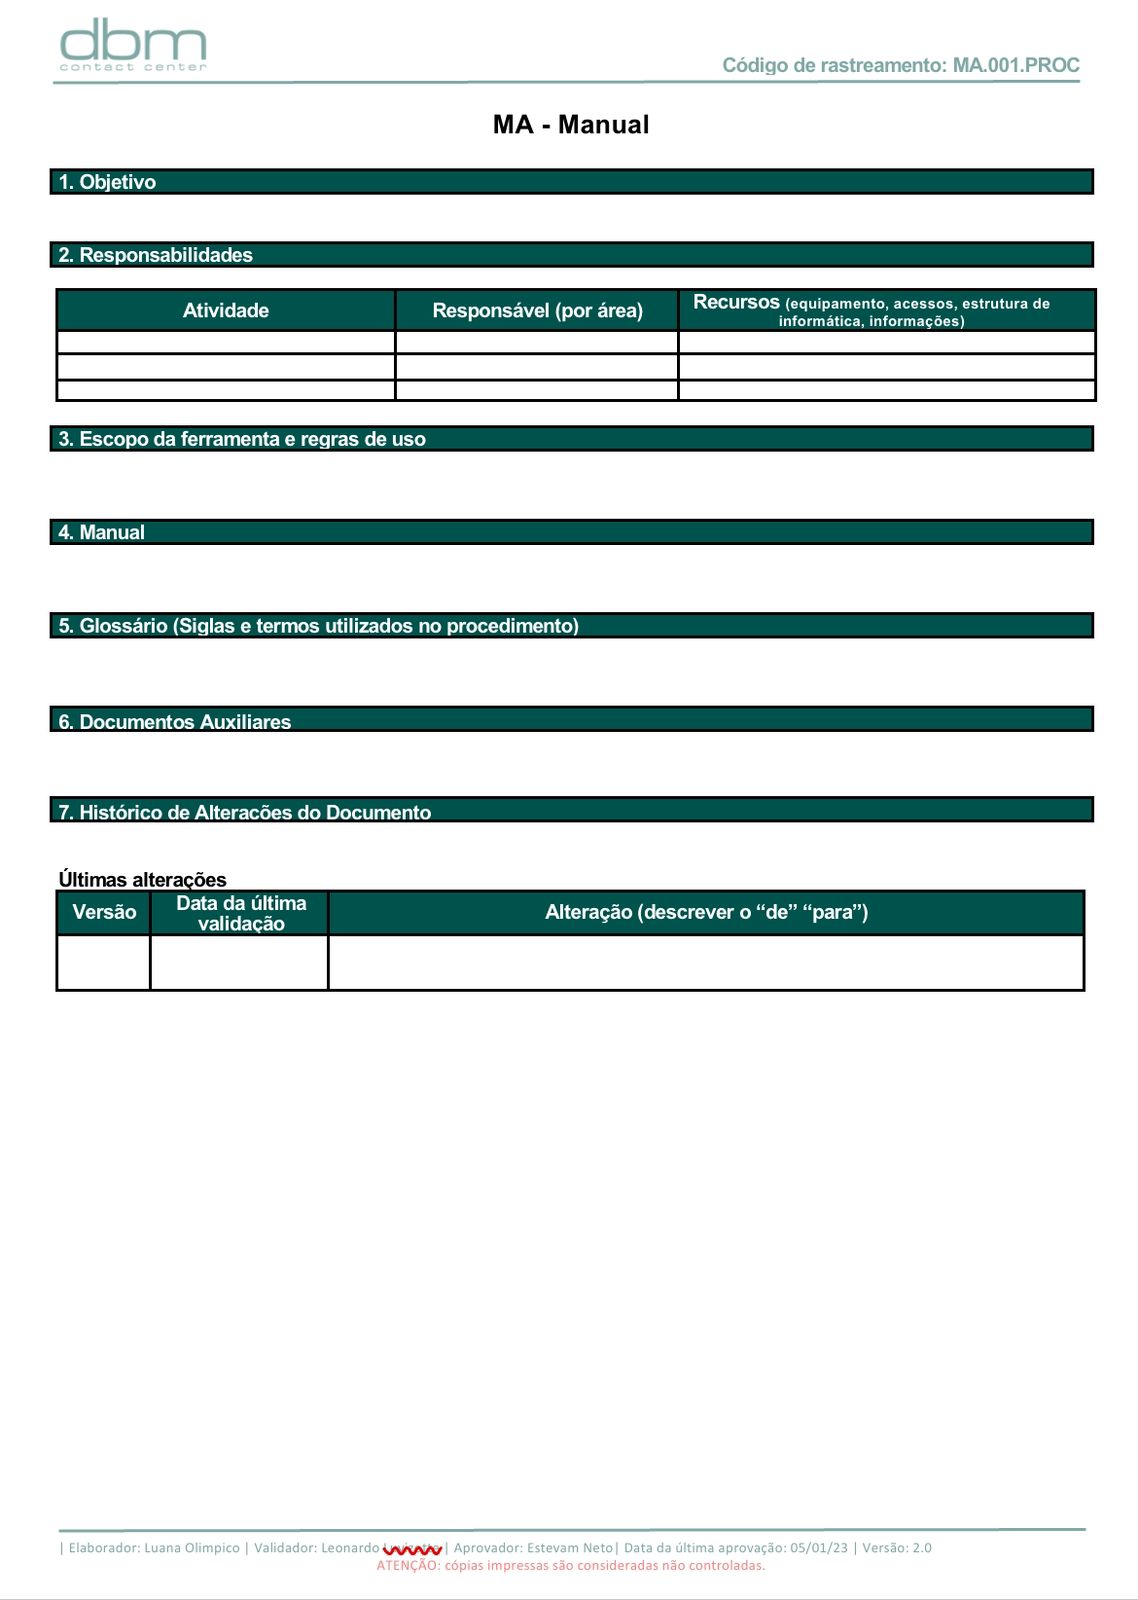 dbm
contact center
Código de rastreamento: MA.001.PROC
MA - Manual
1. Objetivo
2. Responsabilidades
Atividade
Responsável (por área)
Recursos (equipamento, acessos, estrutura de
informática, informações)
3. Escopo da ferramenta e regras de uso
4. Manual
5. Glossário (Siglas e termos utilizados no procedimento)
6. Documentos Auxiliares
7. Histórico de Alterações do Documento
Últimas alterações
Versão
Data da última
validação
Alteração (descrever o “de” “para”)
| Elaborador: Luana Olimpico | Validador: Leonardo | Aprovador: Estevam Neto| Data da última aprovação: 05/01/23 | Versão: 2.0
ATENÇÃO: cópias impressas são consideradas não controladas.